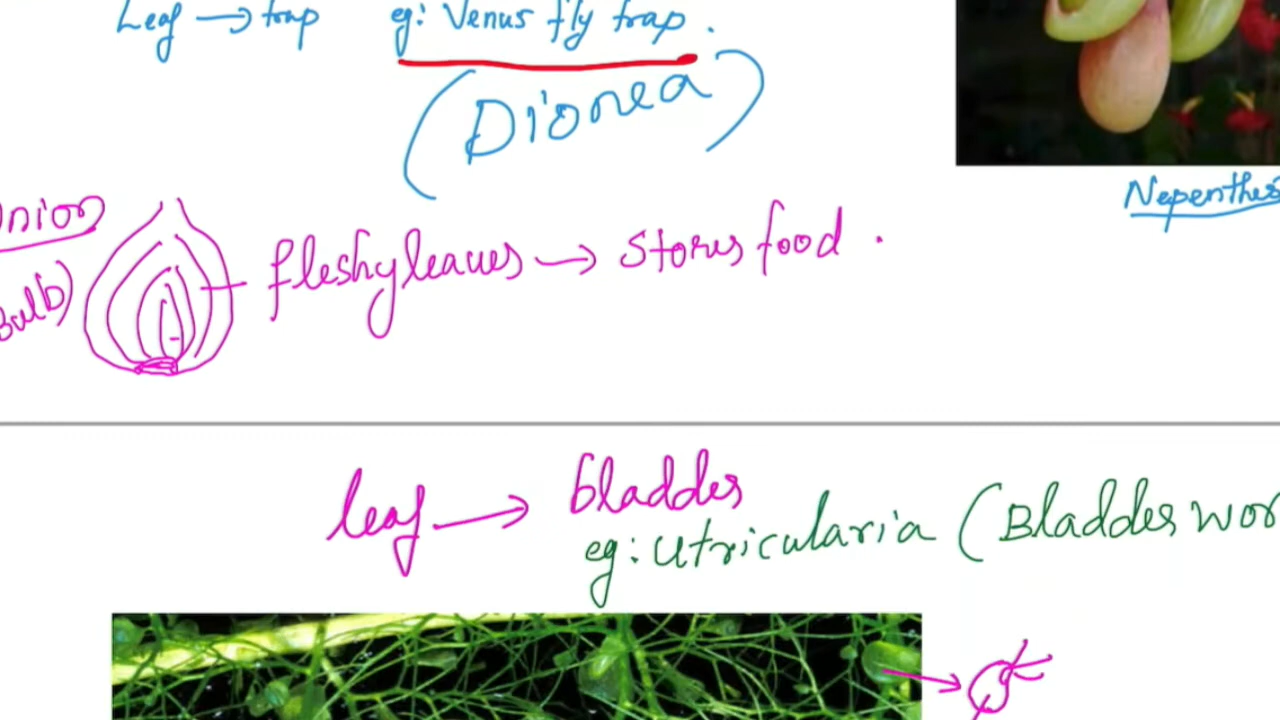 Leaf → trap eg: Venus fly trap.
(Dionea)
Nepenthes
Onion
(Bulb)
fleshy leaves → Stores food.
leaf → bladder
eg: utricularia (Bladder wor